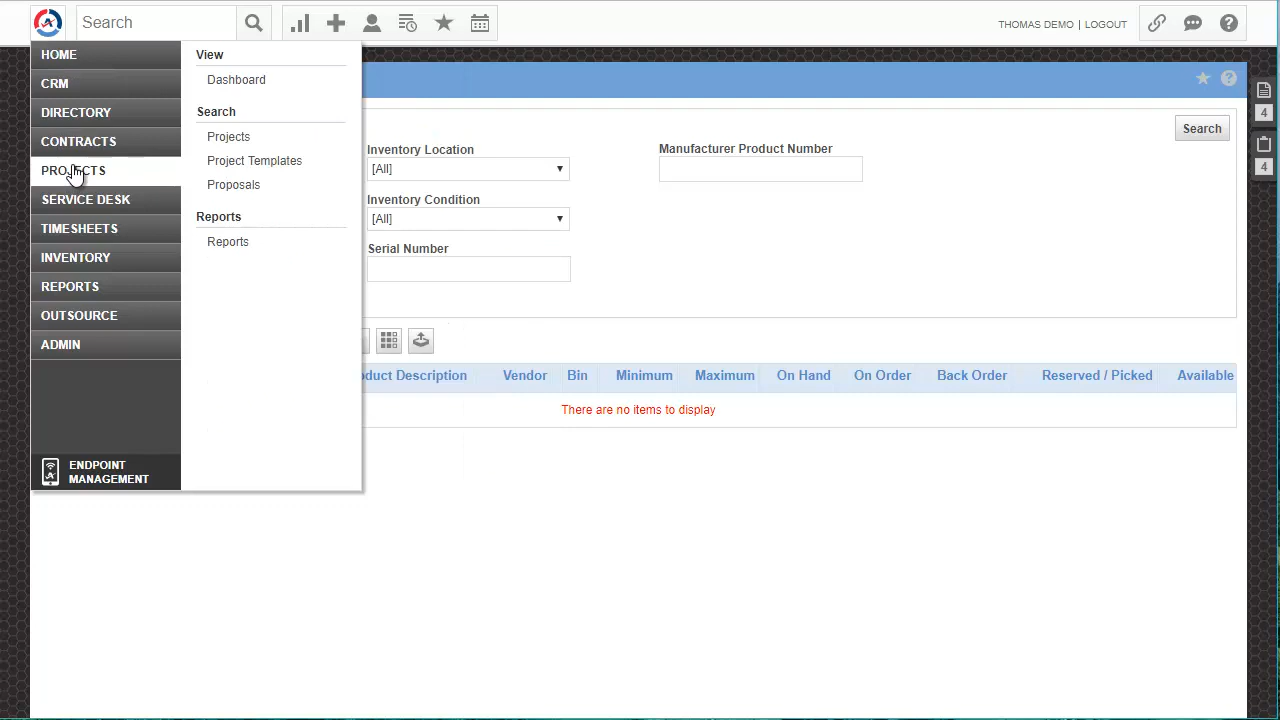 Search
THOMAS DEMO | LOGOUT
HOME
CRM
DIRECTORY
CONTRACTS
PROJECTS
SERVICE DESK
TIMESHEETS
INVENTORY
REPORTS
OUTSOURCE
ADMIN
ENDPOINT
MANAGEMENT
View
Dashboard
Search
Projects
Project Templates
Proposals
Reports
Reports
Search
Inventory Location
[All]
Manufacturer Product Number
Inventory Condition
[All]
Serial Number
4
4
Description Vendor Bin Minimum Maximum On Hand On Order Back Order Reserved / Picked Available
There are no items to display